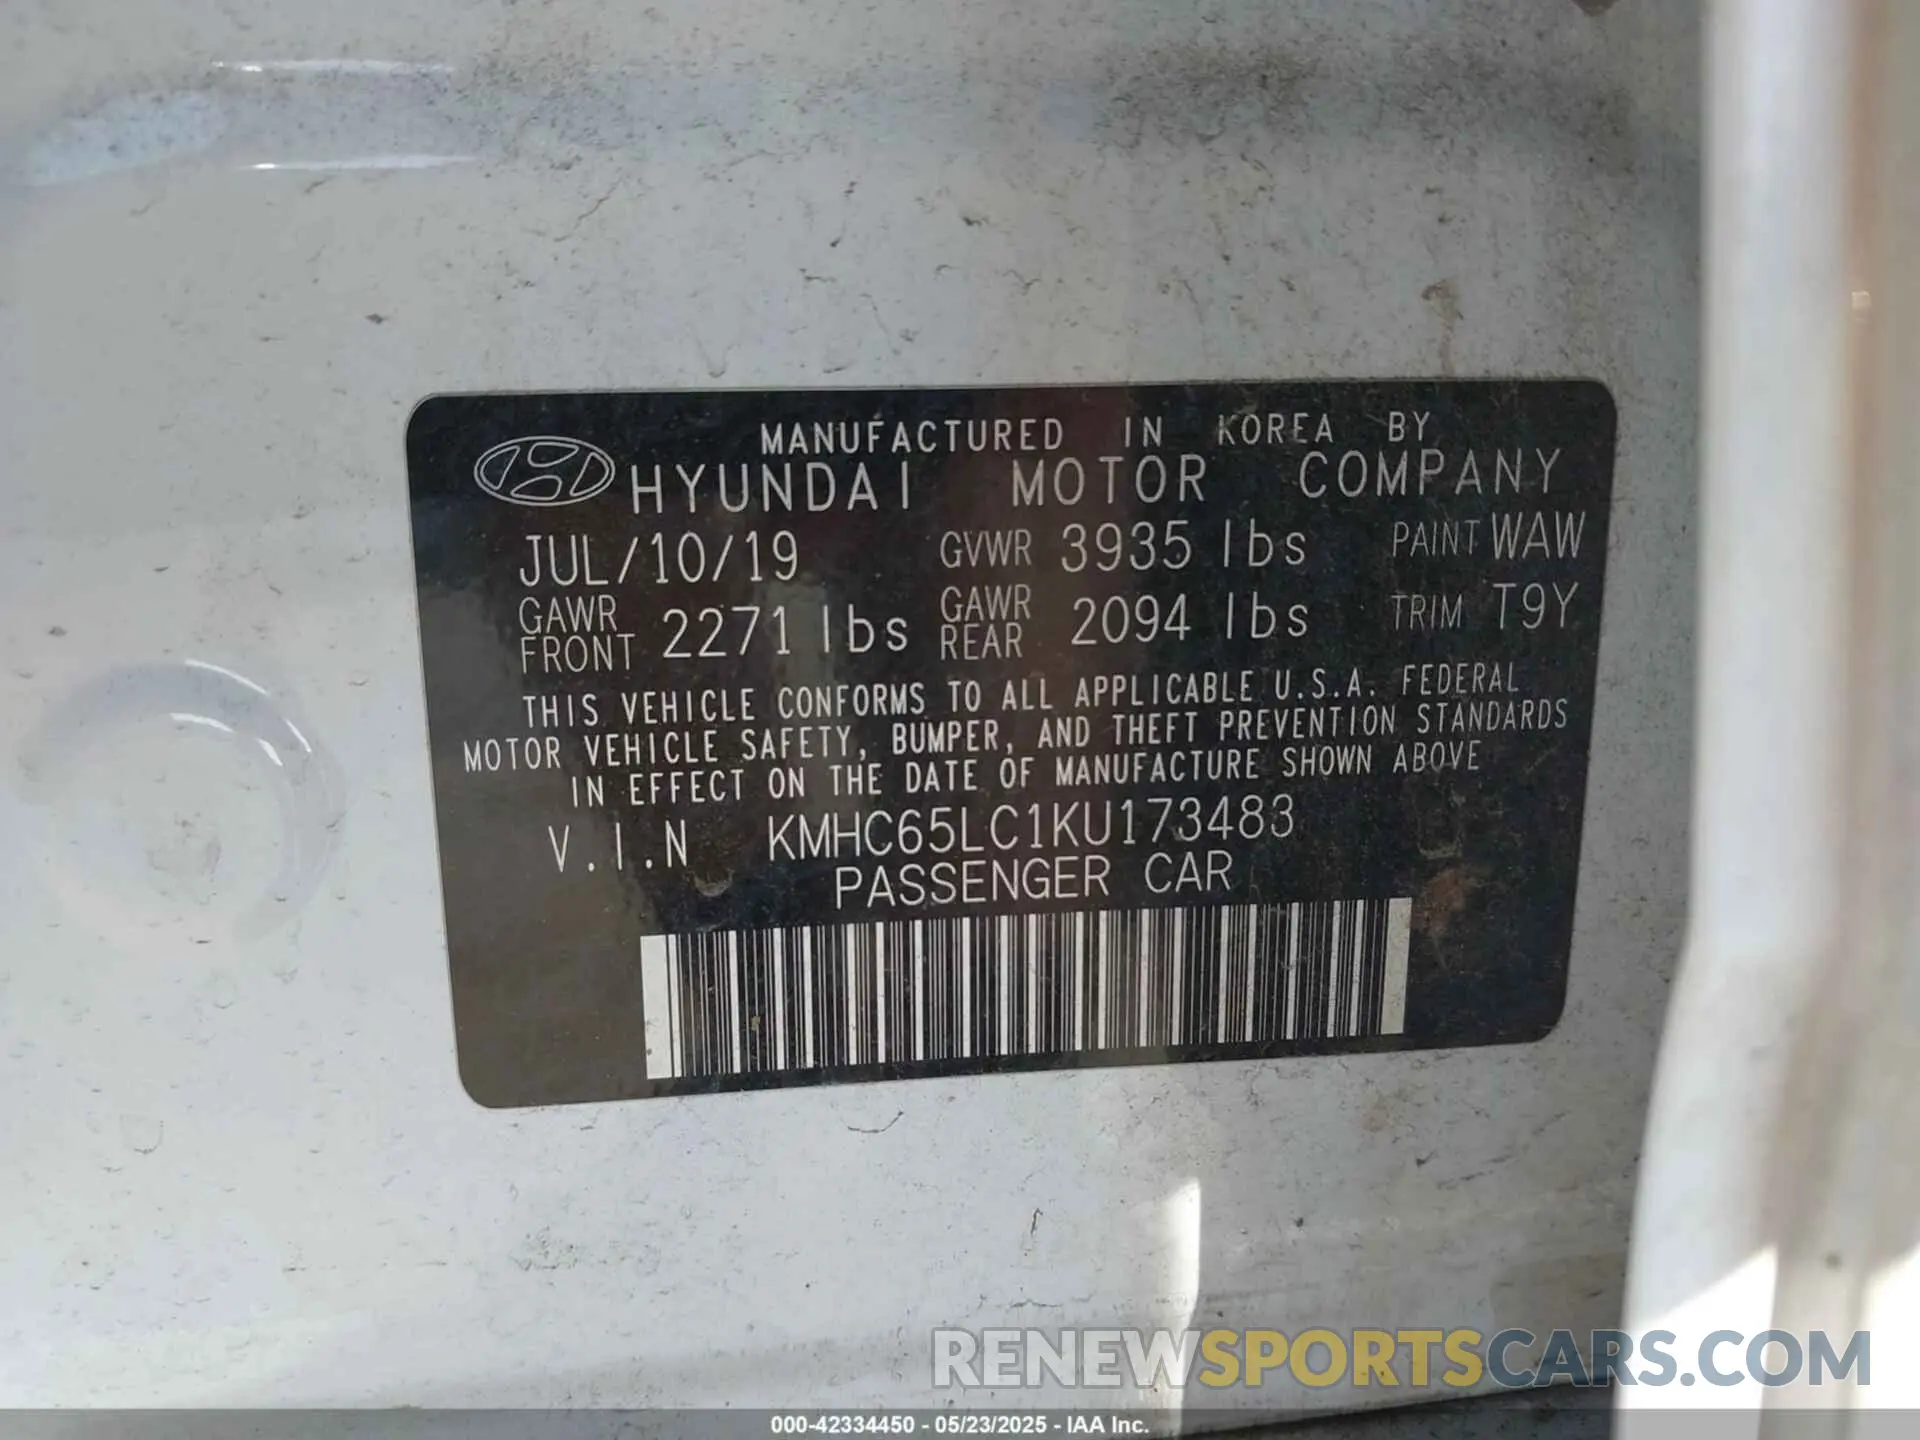 MANUFACTURED IN KOREA BY
HYUNDAI MOTOR COMPANY
JUL/10/19 GVWR 3935 lbs PAINT WAW
GAWR FRONT 2271 lbs GAWR REAR 2094 lbs TRIM T9Y
THIS VEHICLE CONFORMS TO ALL APPLICABLE U.S.A. FEDERAL
MOTOR VEHICLE SAFETY, BUMPER, AND THEFT PREVENTION STANDARDS
IN EFFECT ON THE DATE OF MANUFACTURE SHOWN ABOVE
V.I.N KMHC65LC1KU173483
PASSENGER CAR
RENEWSPORTSCARS.COM
000-42334450 - 05/23/2025 - IAA Inc.